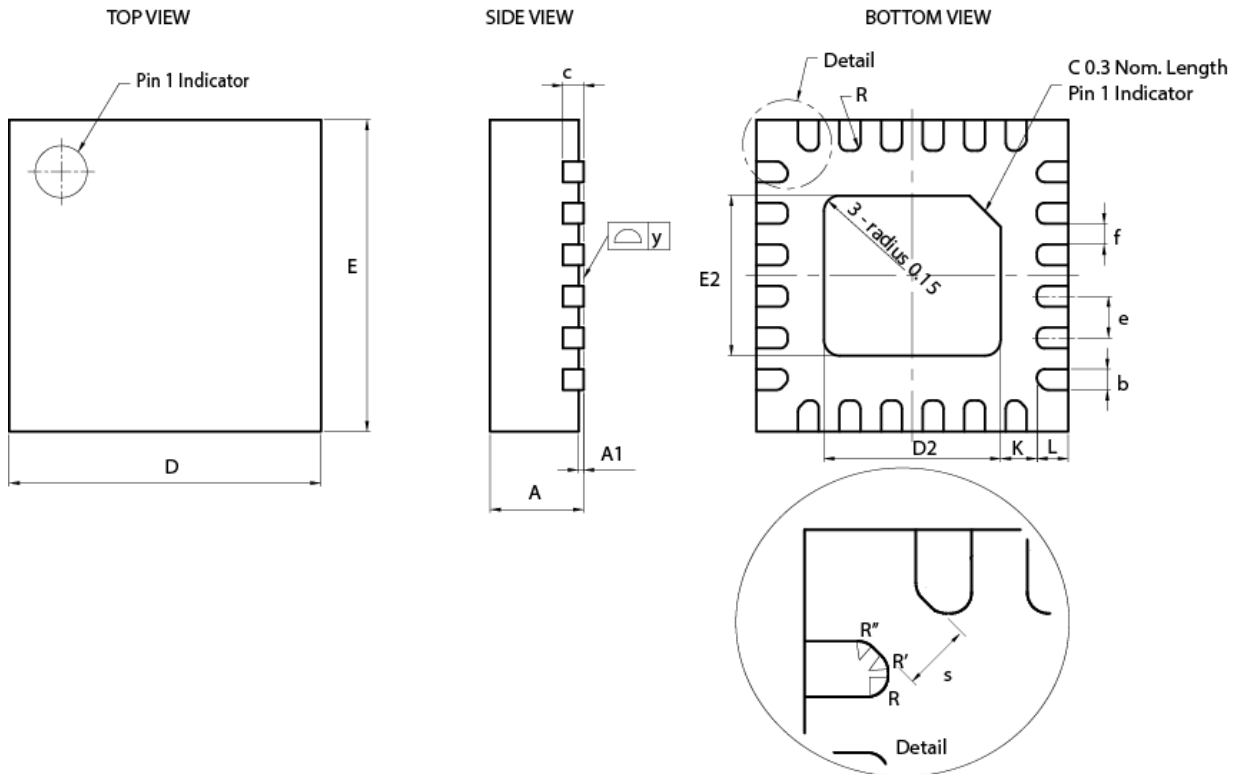 TOP VIEW
SIDE VIEW
BOTTOM VIEW
Pin 1 Indicator
c
Detail
R
C 0.3 Nom. Length
Pin 1 Indicator
E
y
E2
3 - radius 0.15
f
e
b
D
A1
A
D2
K
L
R"
R'
s
R
Detail